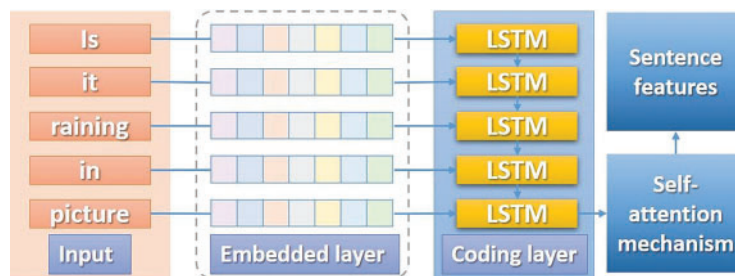 Is
LSTM
it
LSTM
Sentence
features
raining
LSTM
in
LSTM
picture
LSTM
Self-
attention
mechanism
Input
Embedded layer
Coding layer